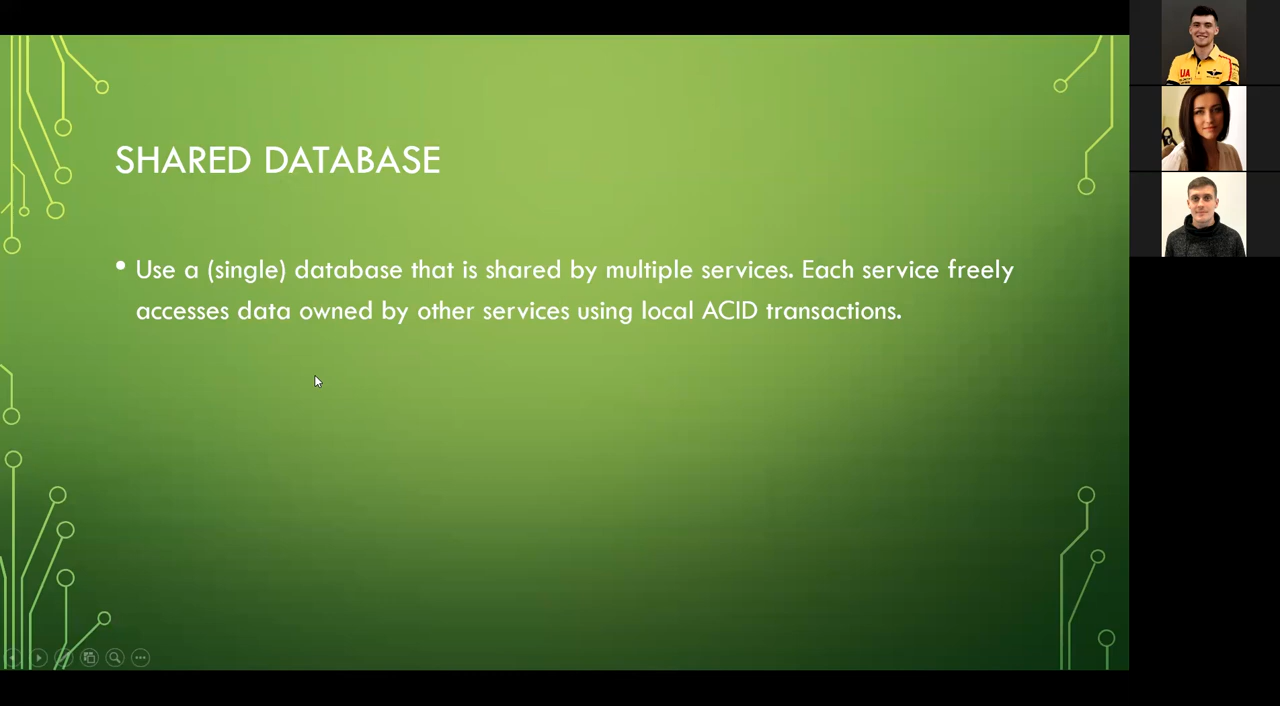 SHARED DATABASE
• Use a (single) database that is shared by multiple services. Each service freely
accesses data owned by other services using local ACID transactions.
UA